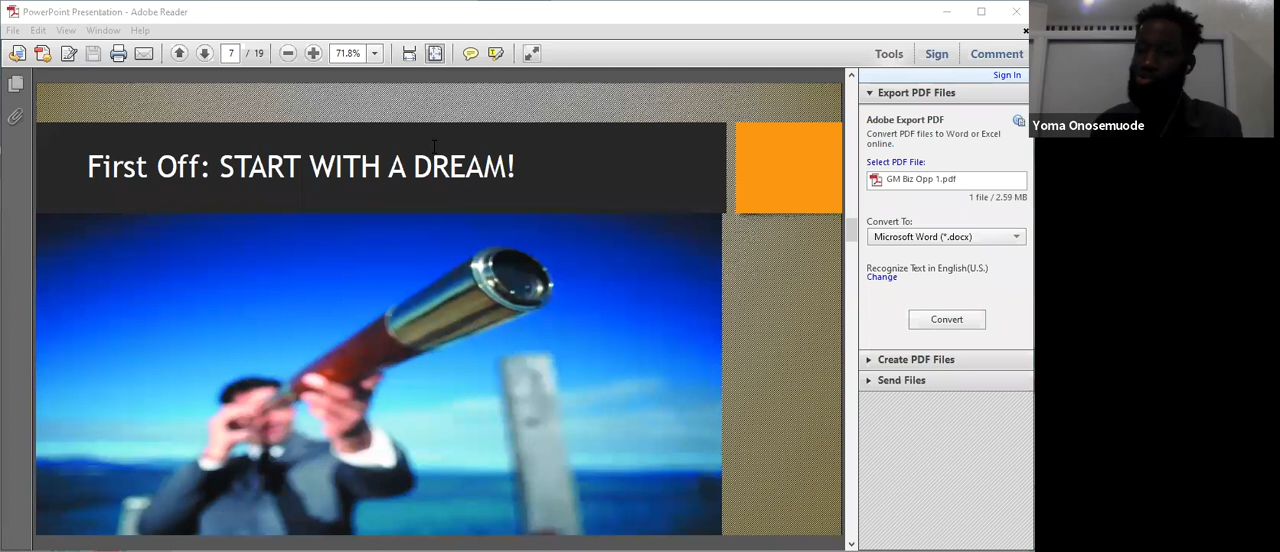 PowerPoint Presentation - Adobe Reader
File Edit View Window Help
7 / 19
71.8%
Tools Sign Comment
Sign In
First Off: START WITH A DREAM!
Export PDF Files
Adobe Export PDF
Convert PDF files to Word or Excel
online.
Select PDF File:
GM Biz Opp 1.pdf
1 file / 2.59 MB
Convert To:
Microsoft Word (*.docx)
Recognize Text in English(U.S.)
Change
Convert
Create PDF Files
Send Files
Yoma Onosemuode